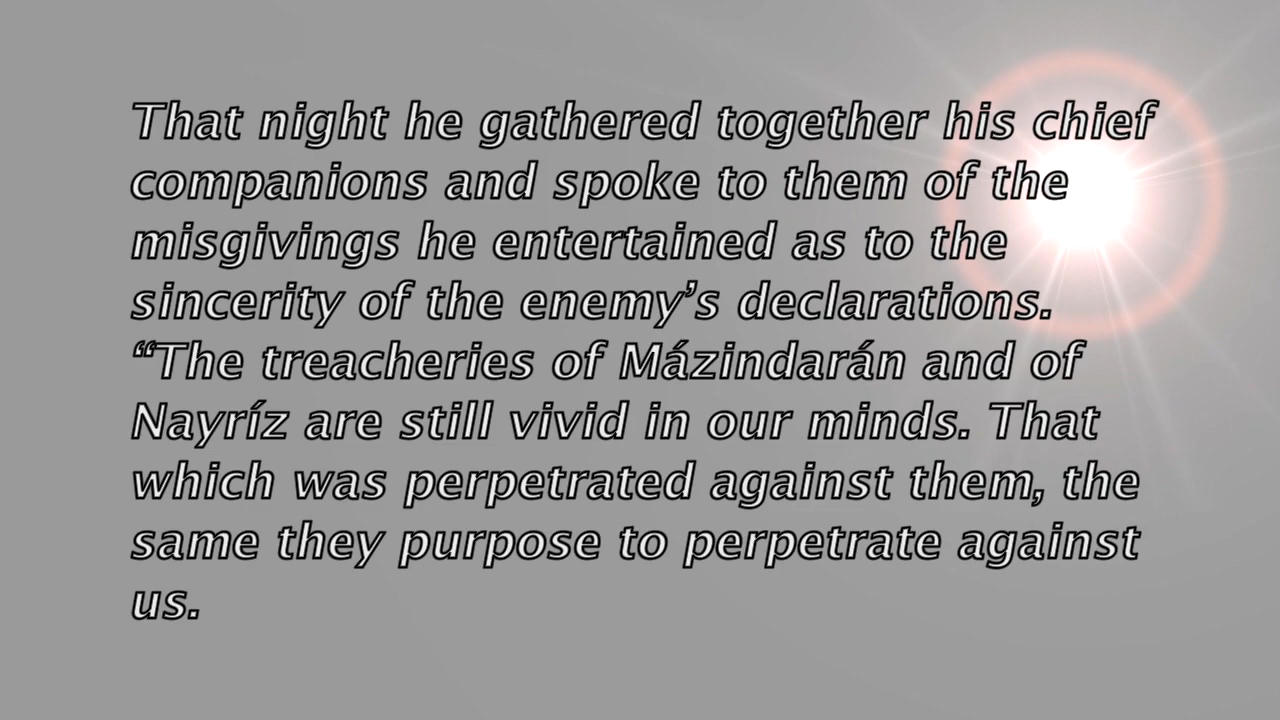 That night he gathered together his chief
companions and spoke to them of the
misgivings he entertained as to the
sincerity of the enemy’s declarations.
“The treacheries of Mázindarán and of
Nayríz are still vivid in our minds. That
which was perpetrated against them, the
same they purpose to perpetrate against
us.